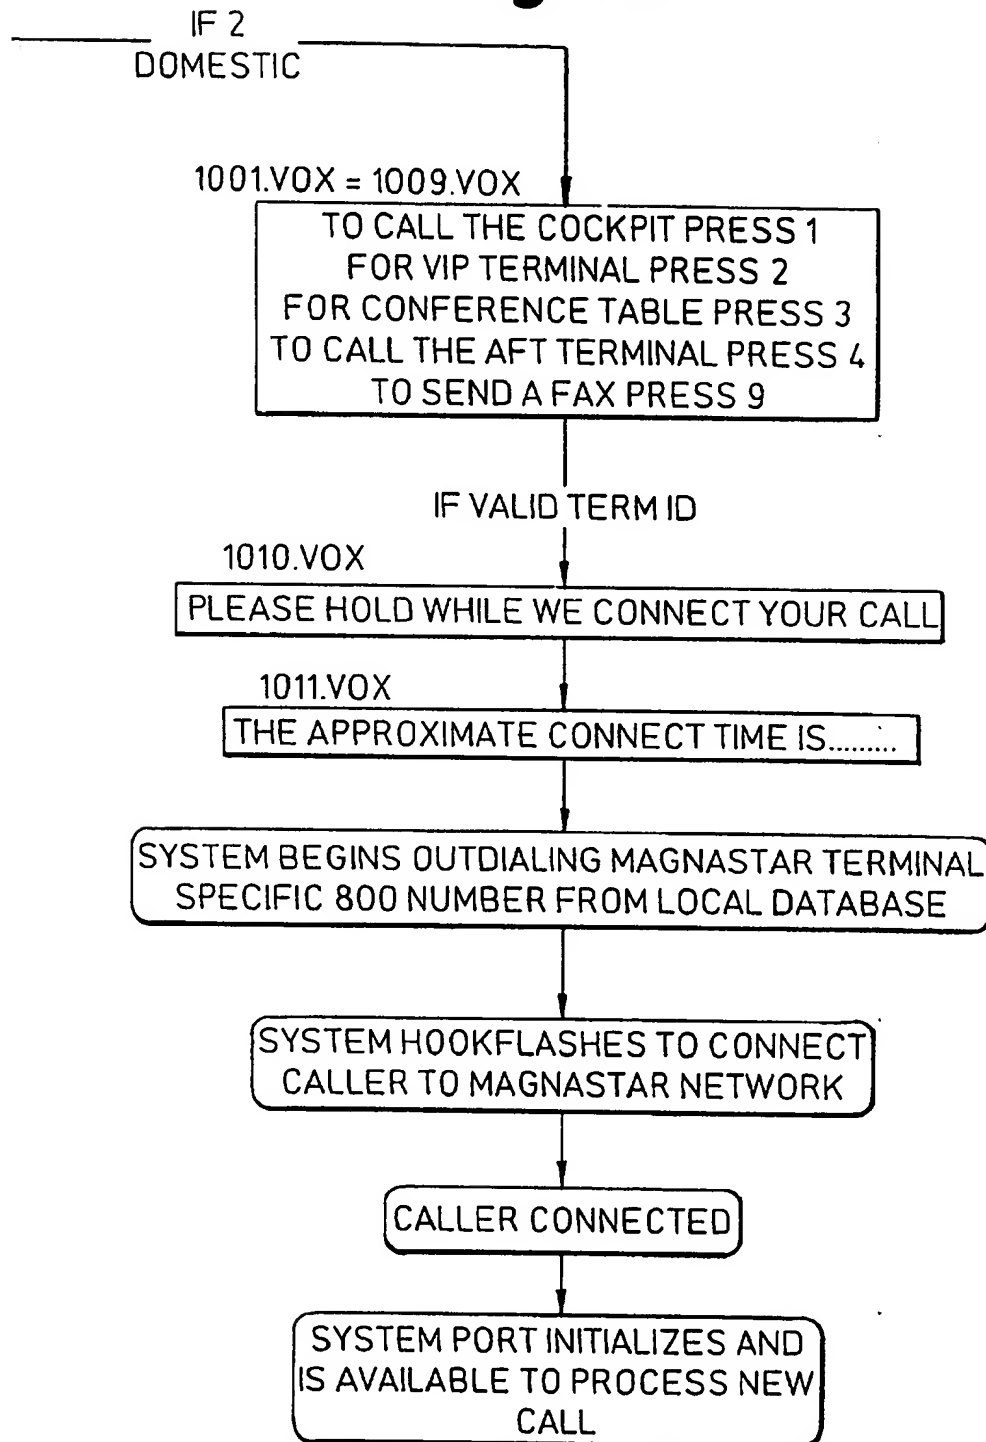 IF 2
DOMESTIC
1001.VOX = 1009.VOX
TO CALL THE COCKPIT PRESS 1
FOR VIP TERMINAL PRESS 2
FOR CONFERENCE TABLE PRESS 3
TO CALL THE AFT TERMINAL PRESS 4
TO SEND A FAX PRESS 9
IF VALID TERM ID
1010.VOX
PLEASE HOLD WHILE WE CONNECT YOUR CALL
1011.VOX
THE APPROXIMATE CONNECT TIME IS.........
SYSTEM BEGINS OUTDIALING MAGNASTAR TERMINAL
SPECIFIC 800 NUMBER FROM LOCAL DATABASE
SYSTEM HOOKFLASHES TO CONNECT
CALLER TO MAGNASTAR NETWORK
CALLER CONNECTED
SYSTEM PORT INITIALIZES AND
IS AVAILABLE TO PROCESS NEW
CALL